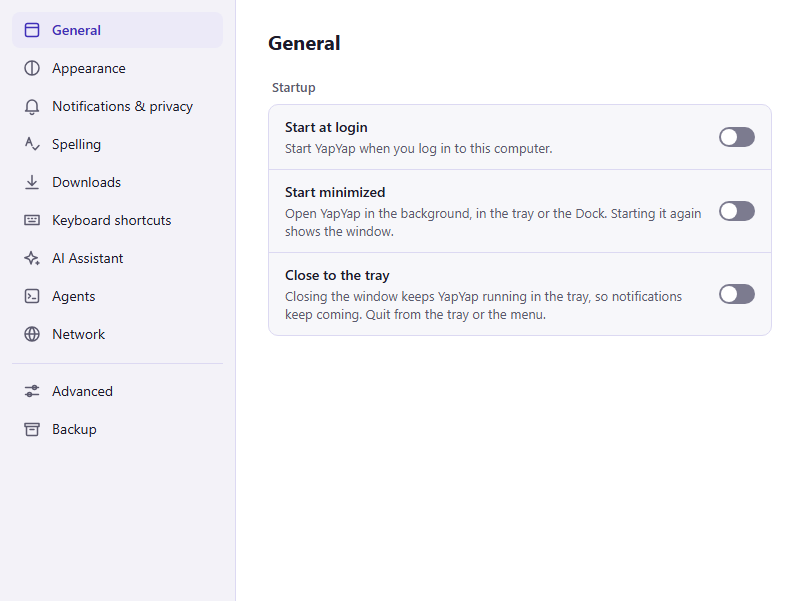 General
Appearance
Notifications & privacy
Spelling
Downloads
Keyboard shortcuts
AI Assistant
Agents
Network
Advanced
Backup
General
Startup
Start at login
Start YapYap when you log in to this computer.
Start minimized
Open YapYap in the background, in the tray or the Dock. Starting it again
shows the window.
Close to the tray
Closing the window keeps YapYap running in the tray, so notifications
keep coming. Quit from the tray or the menu.